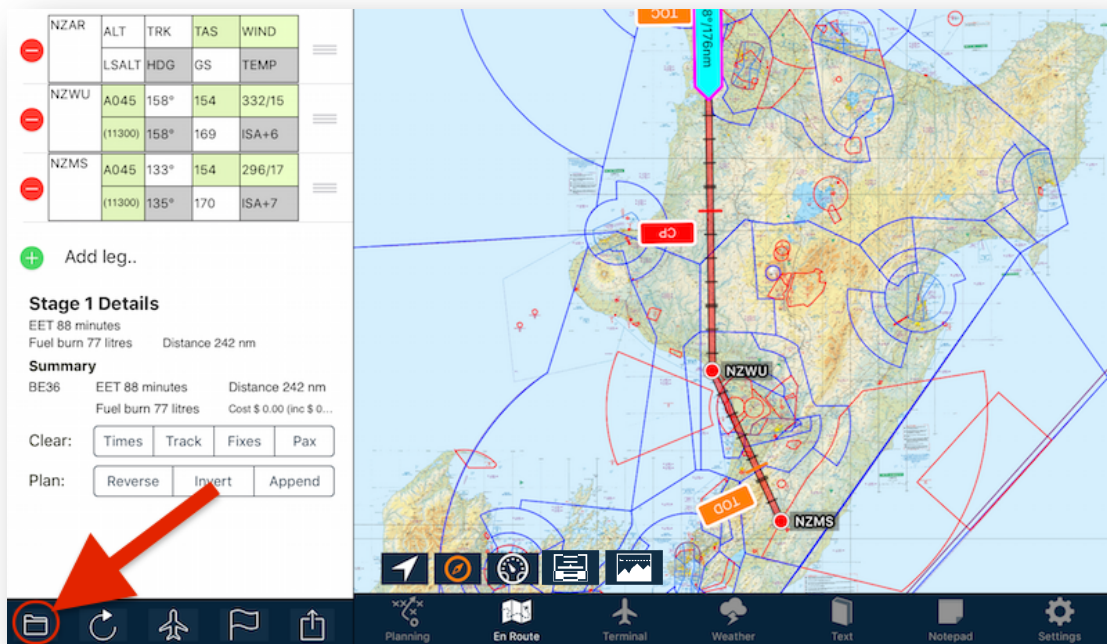 NZAR ALT TRK TAS WIND
LSALT HDG GS TEMP
NZWU A045 158° 154 332/15
(11300) 158° 169 ISA+6
NZMS A045 133° 154 296/17
(11300) 135° 170 ISA+7
Add leg..
Stage 1 Details
EET 88 minutes
Fuel burn 77 litres Distance 242 nm
Summary
BE36 EET 88 minutes Distance 242 nm
Fuel burn 77 litres Cost $ 0.00 (inc $ 0...
Clear: Times Track Fixes Pax
Plan: Reverse Invert Append
TOC
8°/176nm
CP
NZWU
TOD
NZMS
Planning En Route Terminal Weather Text Notepad Settings